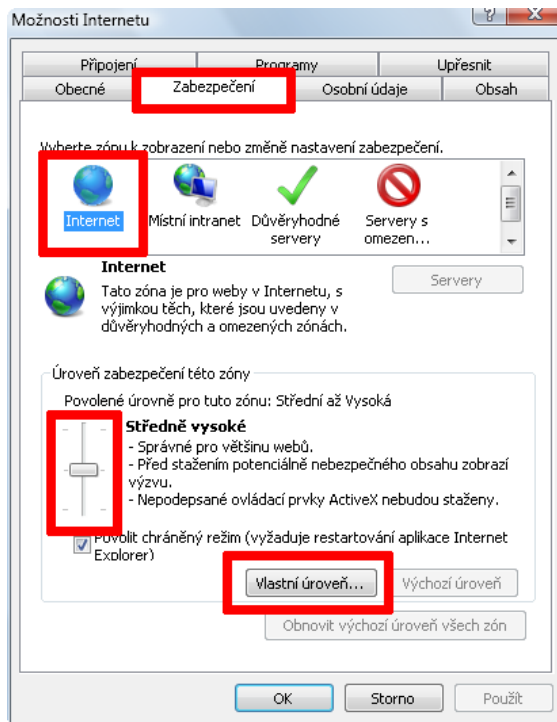 Možnosti Internetu
Připojení Programy Upřesnit
Obecné Zabezpečení Osobní údaje Obsah
Vyberte zónu k zobrazení nebo změně nastavení zabezpečení.
Internet Místní intranet Důvěryhodné servery Servery s omezen...
Internet
Servery
Tato zóna je pro weby v Internetu, s
výjimkou těch, které jsou uvedeny v
důvěryhodných a omezených zónách.
Úroveň zabezpečení této zóny
Povolené úrovně pro tuto zónu: Střední až Vysoká
Středně vysoké
- Správné pro většinu webů.
- Před stažením potenciálně nebezpečného obsahu zobrazí
výzvu.
- Nepodepsané ovládací prvky ActiveX nebudou staženy.
Povolit chráněný režim (vyžaduje restartování aplikace Internet
Explorer)
Vlastní úroveň... Výchozí úroveň
Obnovit výchozí úroveň všech zón
OK Storno Použít